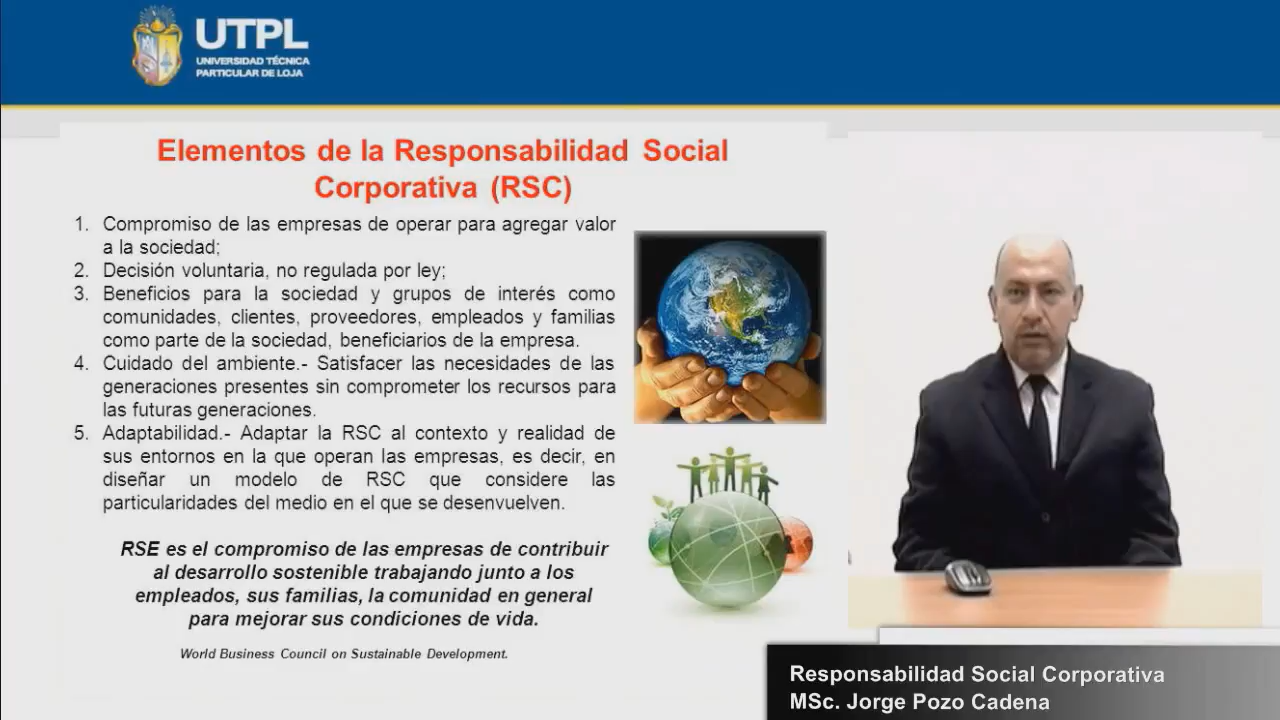 UTPL
UNIVERSIDAD TÉCNICA
PARTICULAR DE LOJA
Elementos de la Responsabilidad Social
Corporativa (RSC)
1. Compromiso de las empresas de operar para agregar valor
a la sociedad;
2. Decisión voluntaria, no regulada por ley;
3. Beneficios para la sociedad y grupos de interés como
comunidades, clientes, proveedores, empleados y familias
como parte de la sociedad, beneficiarios de la empresa.
4. Cuidado del ambiente.- Satisfacer las necesidades de las
generaciones presentes sin comprometer los recursos para
las futuras generaciones.
5. Adaptabilidad.- Adaptar la RSC al contexto y realidad de
sus entornos en la que operan las empresas, es decir, en
diseñar un modelo de RSC que considere las
particularidades del medio en el que se desenvuelven.
RSE es el compromiso de las empresas de contribuir
al desarrollo sostenible trabajando junto a los
empleados, sus familias, la comunidad en general
para mejorar sus condiciones de vida.
World Business Council on Sustainable Development.
Responsabilidad Social Corporativa
MSc. Jorge Pozo Cadena